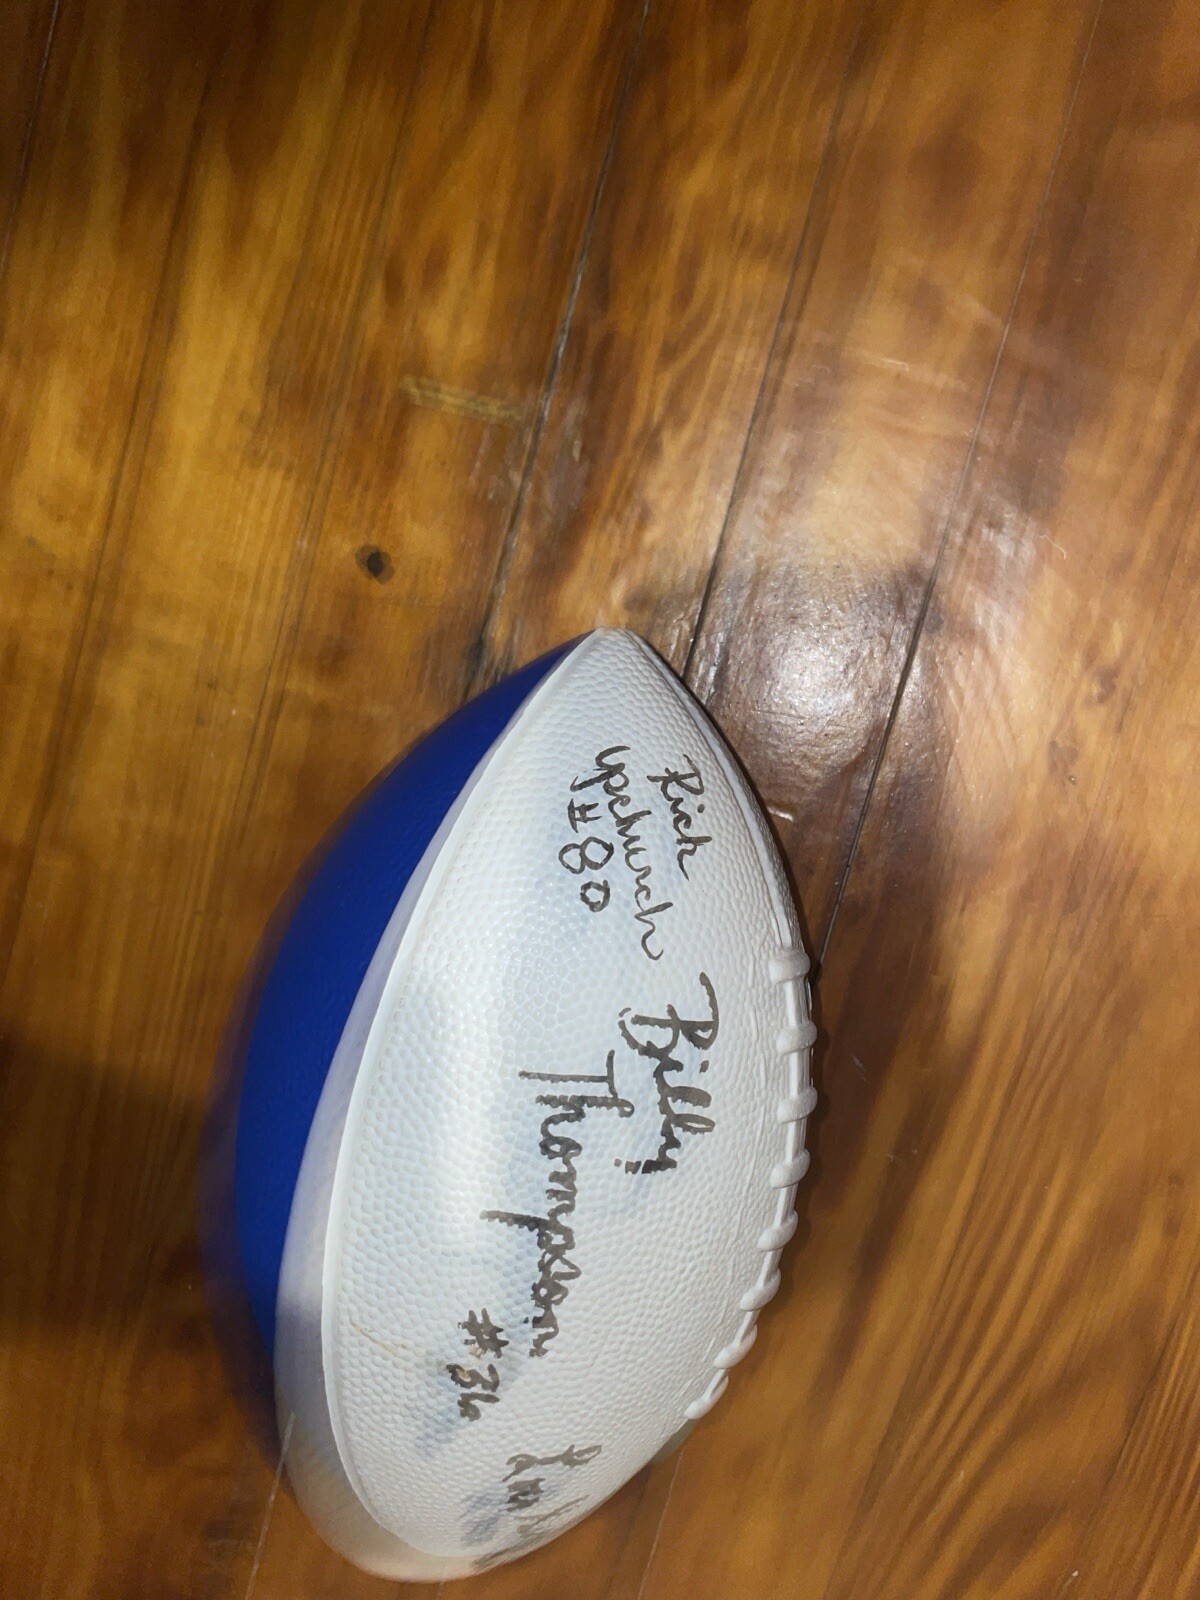 Rich
Upchurch
#80
Billy
Thompson
#36